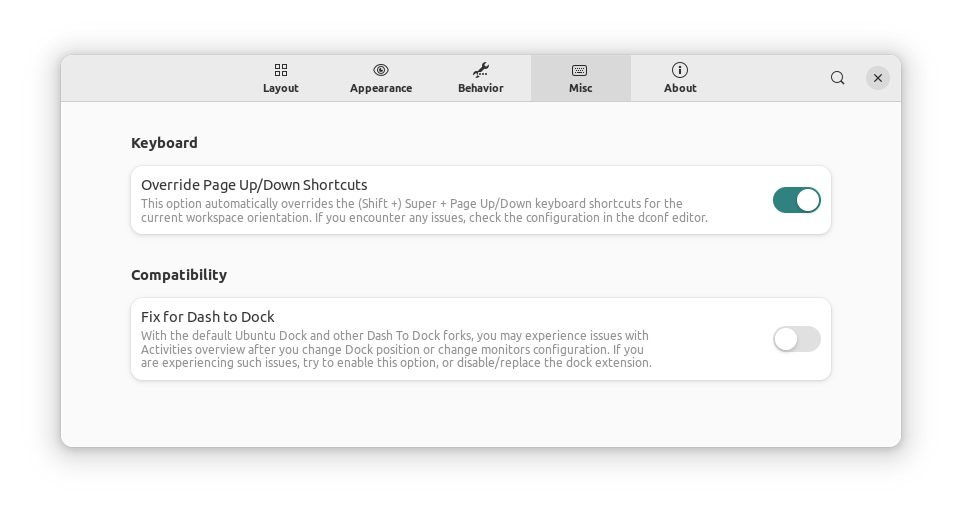 Layout
Appearance
Behavior
Misc
About
Keyboard
Override Page Up/Down Shortcuts
This option automatically overrides the (Shift +) Super + Page Up/Down keyboard shortcuts for the
current workspace orientation. If you encounter any issues, check the configuration in the dconf editor.
Compatibility
Fix for Dash to Dock
With the default Ubuntu Dock and other Dash To Dock forks, you may experience issues with
Activities overview after you change Dock position or change monitors configuration. If you
are experiencing such issues, try to enable this option, or disable/replace the dock extension.